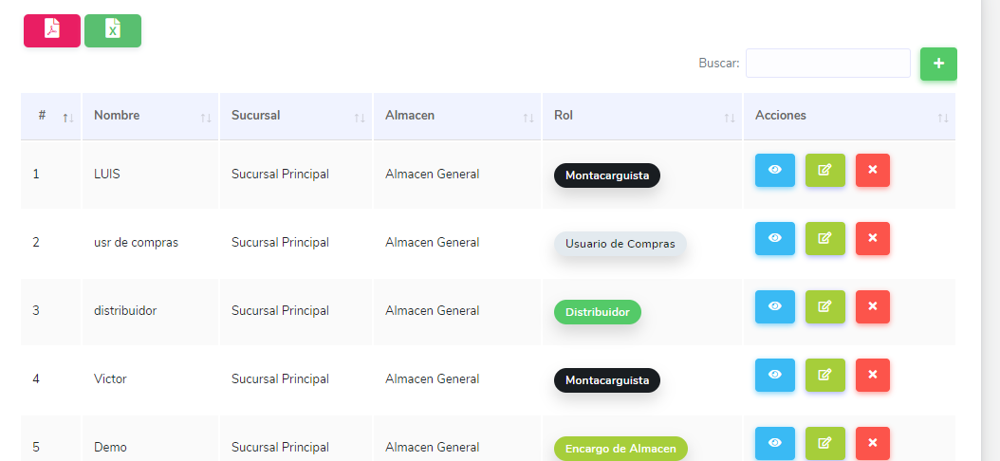 Buscar:
# Nombre Sucursal Almacen Rol Acciones
1 LUIS Sucursal Principal Almacen General Montacarguista
2 usr de compras Sucursal Principal Almacen General Usuario de Compras
3 distribuidor Sucursal Principal Almacen General Distribuidor
4 Victor Sucursal Principal Almacen General Montacarguista
5 Demo Sucursal Principal Almacen General Encargo de Almacen